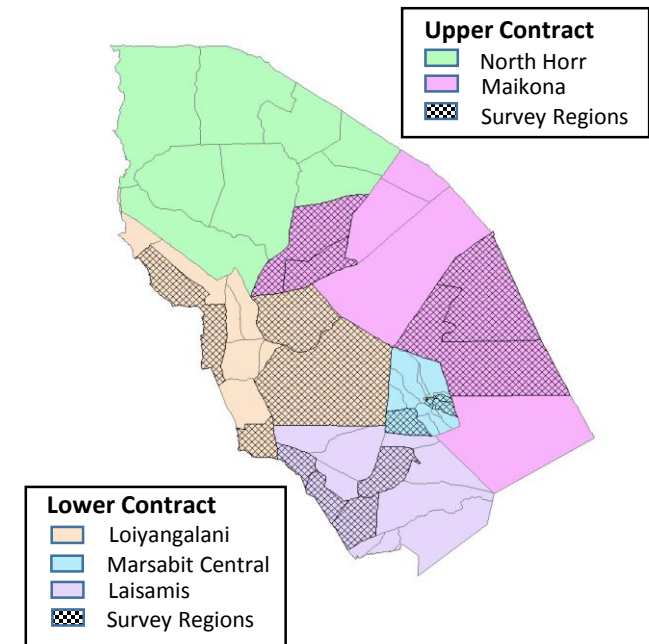 Upper Contract
North Horr
Maikona
Survey Regions
Lower Contract
Loiyangalani
Marsabit Central
Laisamis
Survey Regions